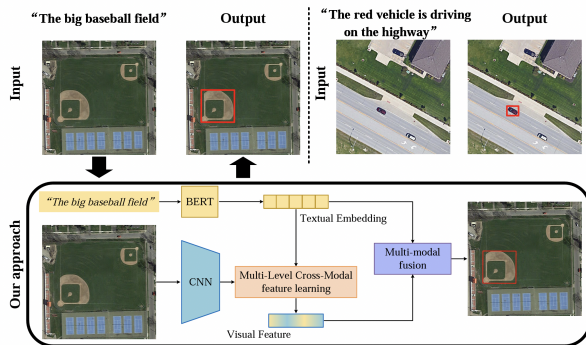 “The big baseball field”
Output
“The red vehicle is driving
on the highway”
Output
Input
Input
Our approach
“The big baseball field”
BERT
Textual Embedding
CNN
Multi-Level Cross-Modal
feature learning
Multi-modal
fusion
Visual Feature